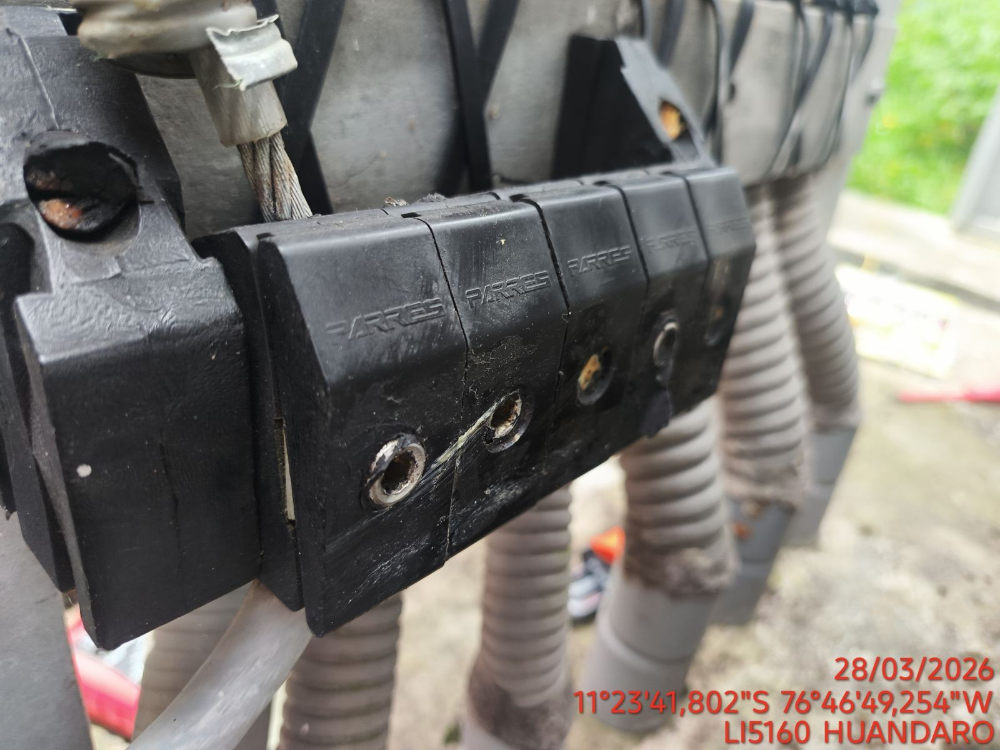 PARRES
PARRES
PARRES
PARRES
28/03/2026
11°23'41,802"S 76°46'49,254"W
LI5160 HUANDARO